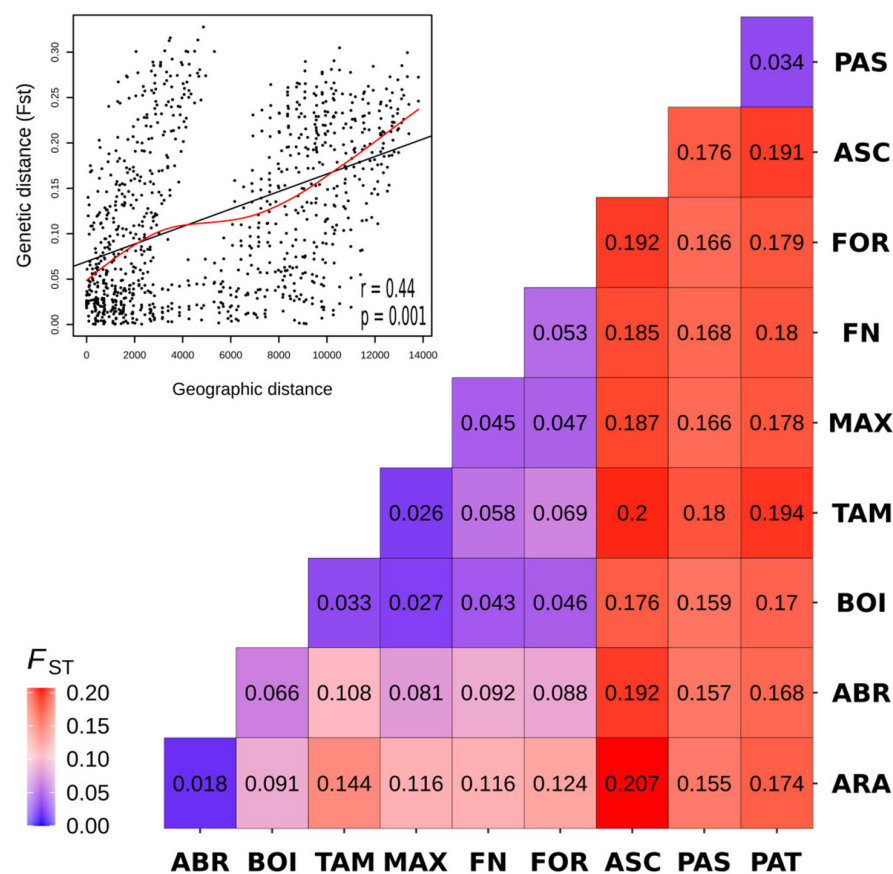 Genetic distance (Fst)
0.00 0.05 0.10 0.15 0.20 0.25 0.30
r = 0.44
p = 0.001
0 2000 4000 6000 8000 10000 12000 14000
Geographic distance
0.034 PAS
0.176 0.191 ASC
0.192 0.166 0.179 FOR
0.053 0.185 0.168 0.18 FN
0.045 0.047 0.187 0.166 0.178 MAX
0.026 0.058 0.069 0.2 0.18 0.194 TAM
0.033 0.027 0.043 0.046 0.176 0.159 0.17 BOI
0.066 0.108 0.081 0.092 0.088 0.192 0.157 0.168 ABR
0.018 0.091 0.144 0.116 0.116 0.124 0.207 0.155 0.174 ARA
ABR BOI TAM MAX FN FOR ASC PAS PAT
FST
0.20
0.15
0.10
0.05
0.00